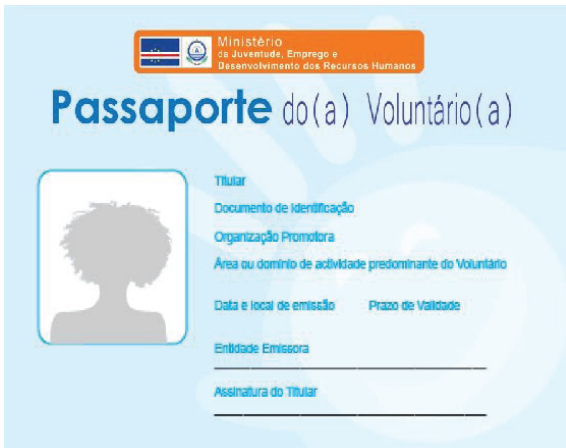 Ministério
da Juventude, Emprego e
Desenvolvimento dos Recursos Humanos
Passaporte do(a) Voluntário(a)
Titular
Documento de Identificação
Organização Promotora
Área ou domínio de actividade predominante do Voluntário
Data e local de emissão Prazo de Validade
Entidade Emissora
Assinatura do Titular